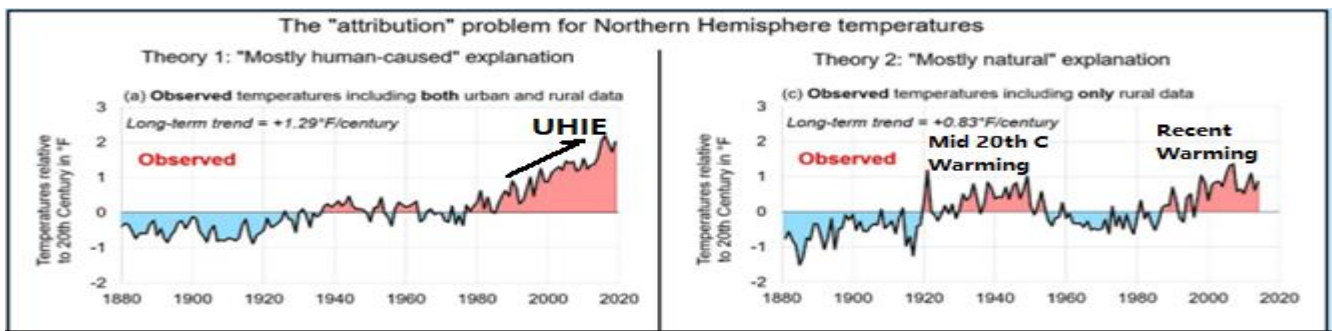 The "attribution" problem for Northern Hemisphere temperatures
Theory 1: "Mostly human-caused" explanation
(a) Observed temperatures including both urban and rural data
Long-term trend = +1.29°F/century
UHIE
Observed
Temperatures relative
to 20th Century in °F
3
2
1
0
-1
-2
1880 1900 1920 1940 1960 1980 2000 2020
Theory 2: "Mostly natural" explanation
(c) Observed temperatures including only rural data
Long-term trend = +0.83°F/century
Observed
Mid 20th C
Warming
Recent
Warming
Temperatures relative
to 20th Century in °F
3
2
1
0
-1
-2
1880 1900 1920 1940 1960 1980 2000 2020